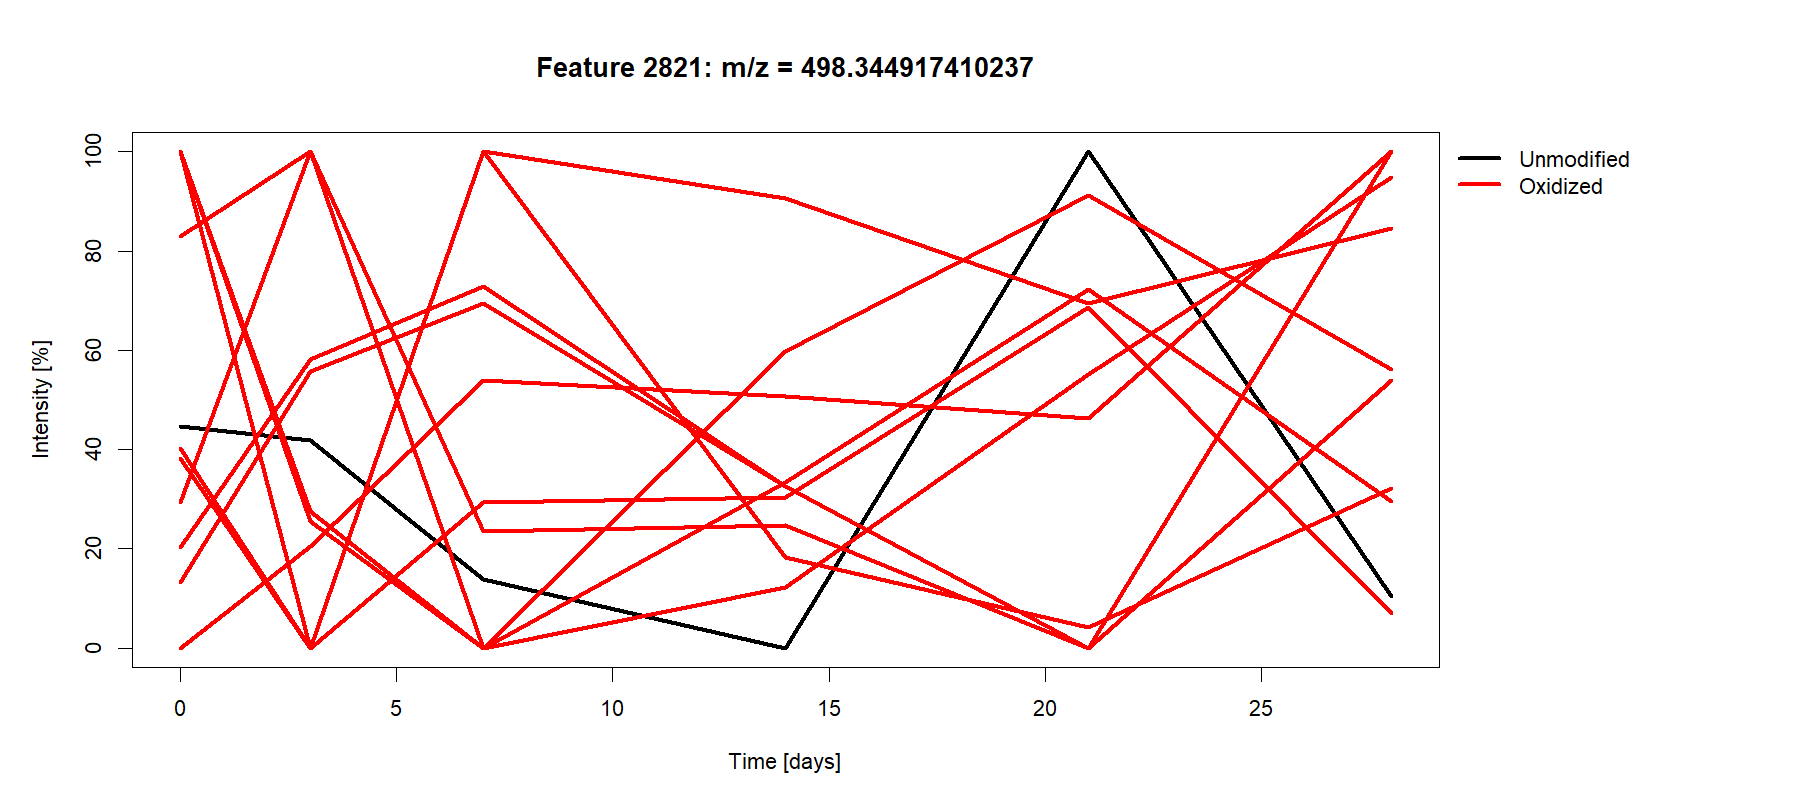 Feature 2821: m/z = 498.344917410237
Unmodified
Oxidized
Intensity [%]
100
80
60
40
20
0
0 5 10 15 20 25
Time [days]